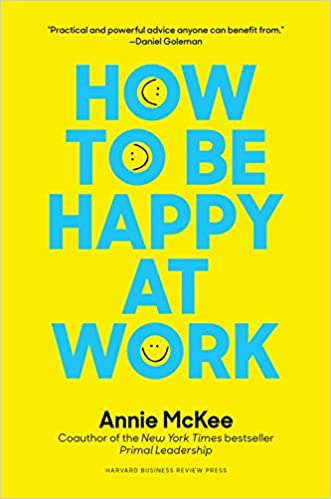 "Practical and powerful advice anyone can benefit from."
—Daniel Goleman
HOW
TO BE
HAPPY
AT
WORK
Annie McKee
Coauthor of the New York Times bestseller
Primal Leadership
HARVARD BUSINESS REVIEW PRESS